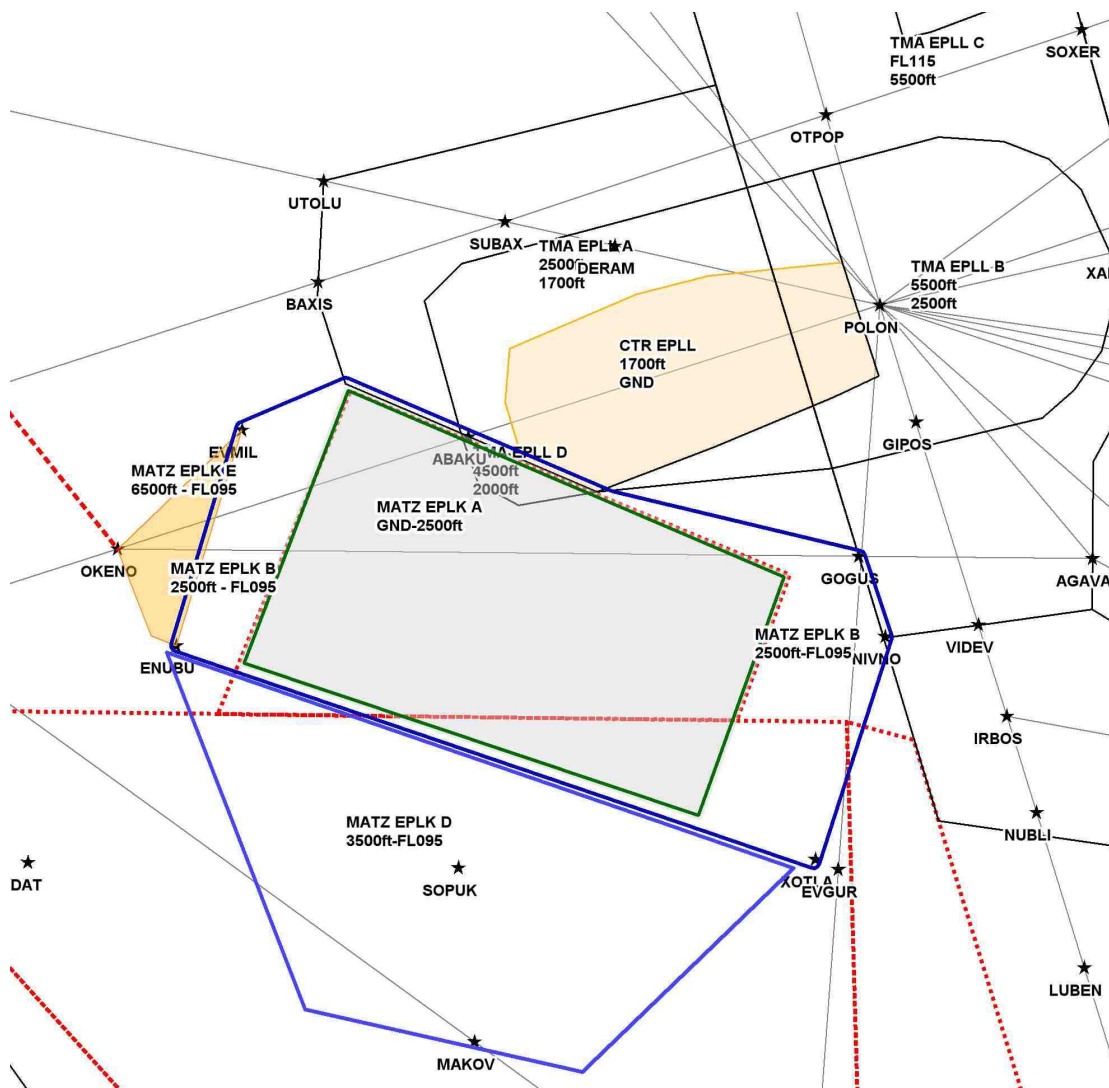 TMA EPLL C
FL115
5500ft
SOXER
OTPOP
UTOLU
SUBAX
TMA EPLL A
2500ft
1700ft
DERAM
TMA EPLL B
5500ft
2500ft
BAXIS
POLON
CTR EPLL
1700ft
GND
GIPOS
EVMIL
ABAKU
EPLL D
4500ft
2000ft
MATZ EPLK E
6500ft - FL095
MATZ EPLK A
GND-2500ft
OKENO
MATZ EPLK B
2500ft - FL095
GOGUS
AGAVA
MATZ EPLK B
2500ft-FL095
NIVNO
VIDEV
ENUBU
IRBOS
MATZ EPLK D
3500ft-FL095
NUBLI
DAT
SOPUK
XOTLA
EVGUR
LUBEN
MAKOV